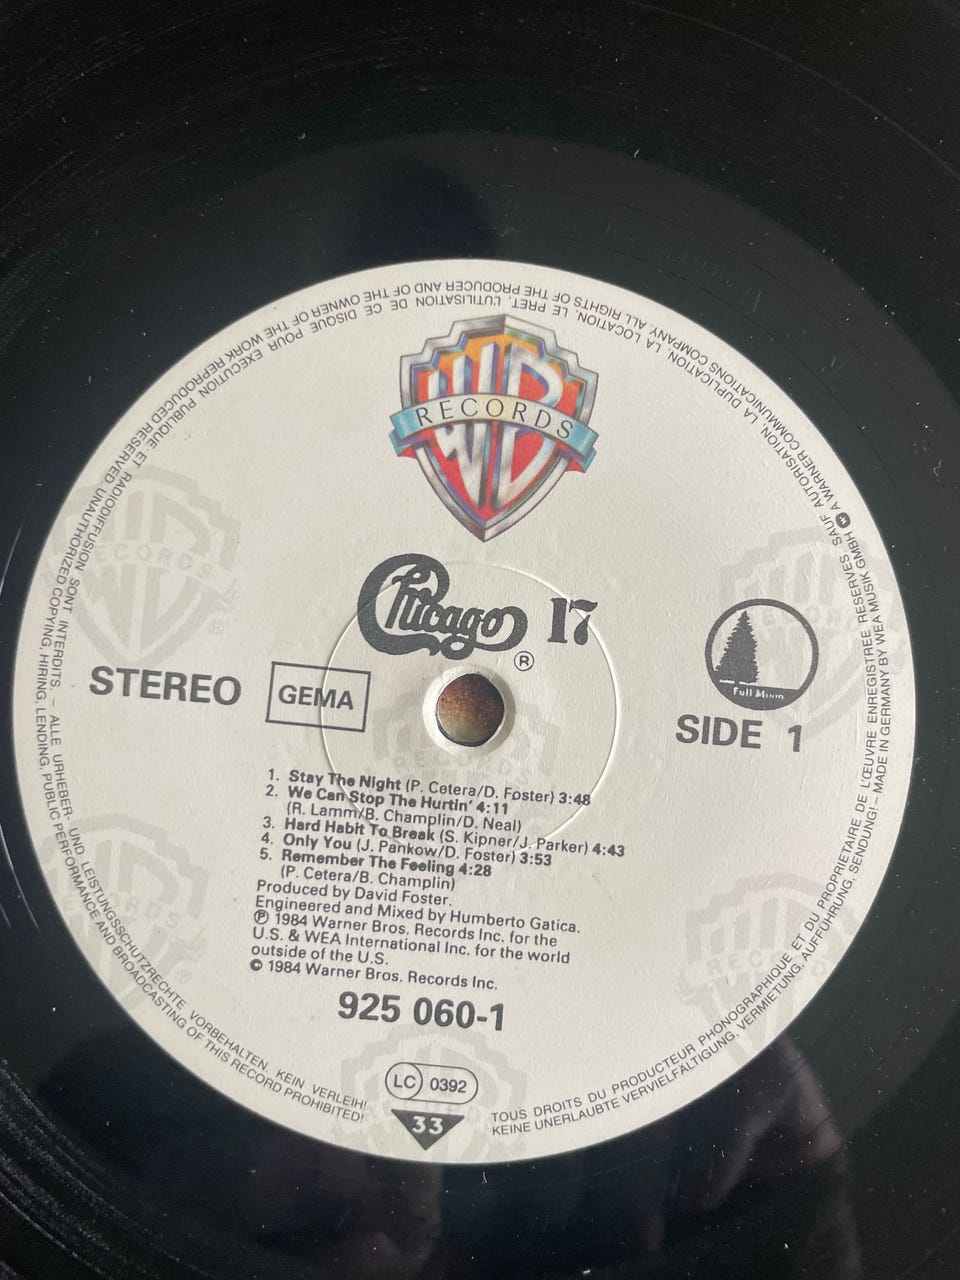 WB
RECORDS
Chicago 17
®
STEREO
GEMA
Full Moon
SIDE 1
1. Stay The Night (P. Cetera/D. Foster) 3:48
2. We Can Stop The Hurtin' 4:11
(R. Lamm/B. Champlin/D. Neal)
3. Hard Habit To Break (S. Kipner/J. Parker) 4:43
4. Only You (J. Pankow/D. Foster) 3:53
5. Remember The Feeling 4:28
(P. Cetera/B. Champlin)
Produced by David Foster.
Engineered and Mixed by Humberto Gatica.
℗ 1984 Warner Bros. Records Inc. for the
U.S. & WEA International Inc. for the world
outside of the U.S.
© 1984 Warner Bros. Records Inc.
925 060-1
LC 0392
33
TOUS DROITS DU PRODUCTEUR PHONOGRAPHIQUE ET DU PROPRIETAIRE DE L'ŒUVRE ENREGISTREE RESERVES. SAUF AUTORISATION, LA DUPLICATION, LA LOCATION, LE PRET, L'UTILISATION DE CE DISQUE POUR EXECUTION PUBLIQUE ET RADIODIFFUSION SONT INTERDITS. – ALLE URHEBER- UND LEISTUNGSSCHUTZRECHTE VORBEHALTEN. KEIN VERLEIH!
KEINE UNERLAUBTE VERVIELFÄLTIGUNG, VERMIETUNG, AUFFÜHRUNG, SENDUNG! – MADE IN GERMANY BY WEA MUSIK GMBH A WARNER COMMUNICATIONS COMPANY. ALL RIGHTS OF THE PRODUCER AND OF THE OWNER OF THE WORK REPRODUCED RESERVED. UNAUTHORIZED COPYING, HIRING, LENDING, PUBLIC PERFORMANCE AND BROADCASTING OF THIS RECORD PROHIBITED!